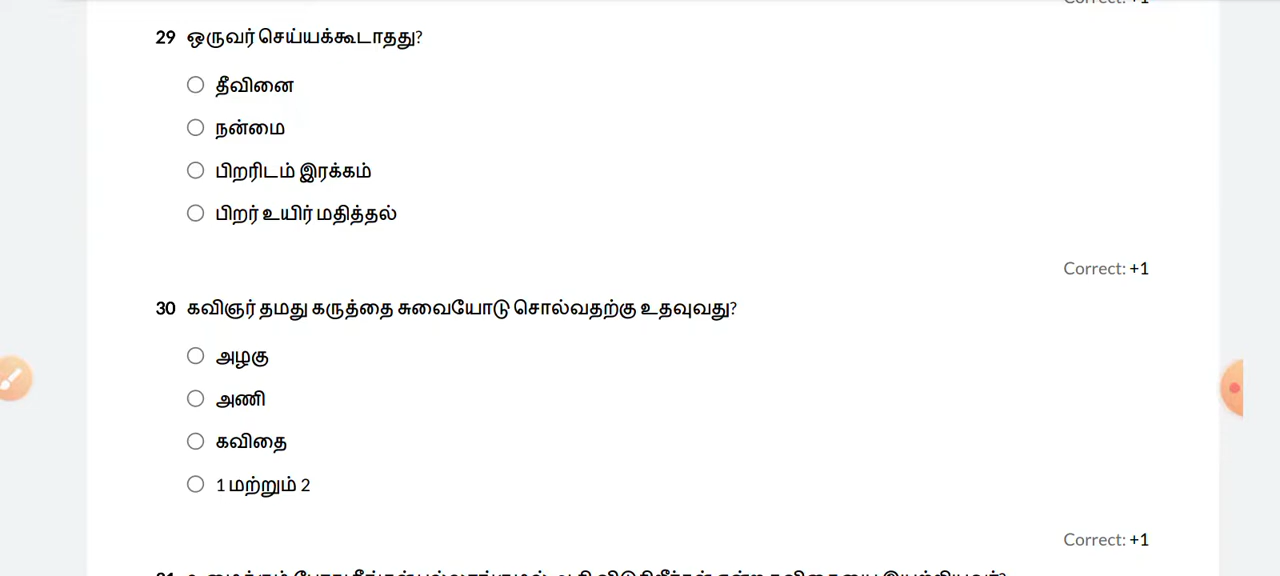 29 ஒருவர் செய்யக்கூடாதது?
தீவினை
நன்மை
பிறரிடம் இரக்கம்
பிறர் உயிர் மதித்தல்
Correct: +1
30 கவிஞர் தமது கருத்தை சுவையோடு சொல்வதற்கு உதவுவது?
அழகு
அணி
கவிதை
1 மற்றும் 2
Correct: +1